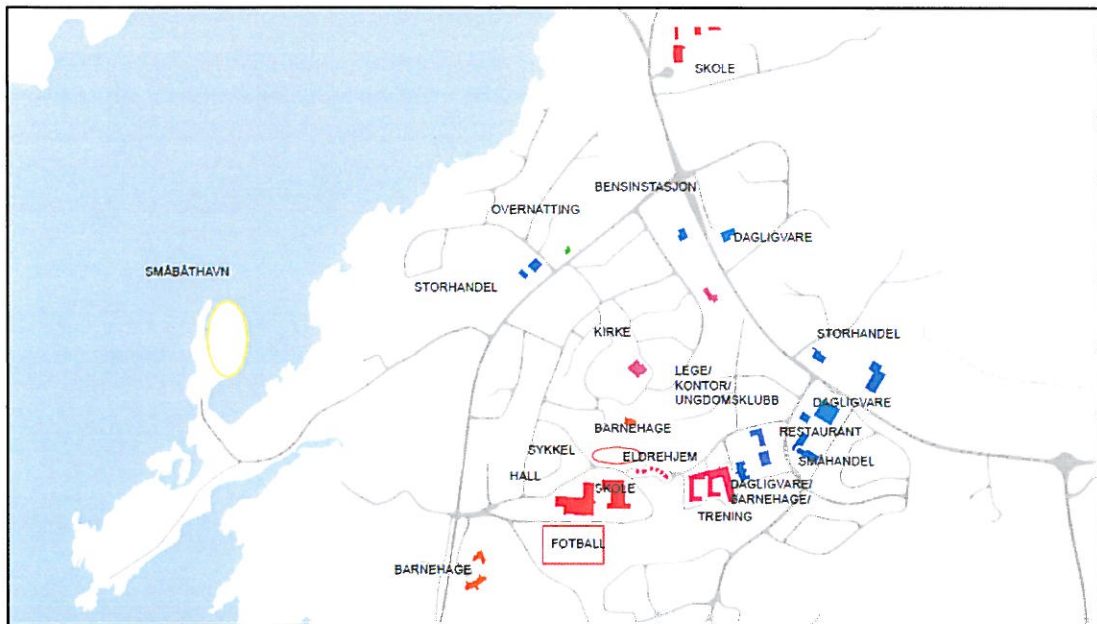 SKOLE
BENSINSTASJON
OVERNATTING
DAGLIGVARE
SMÅBÅTHAVN
STORHANDEL
KIRKE
STORHANDEL
LEGE/
KONTOR/
UNGDOMSKLUBB
DAGLIGVARE
BARNEHAGE
RESTAURANT
SYKKEL
ELDREHJEM
SMÅHANDEL
HALL
SKOLE
DAGLIGVARE/
BARNEHAGE/
TRENING
FOTBALL
BARNEHAGE